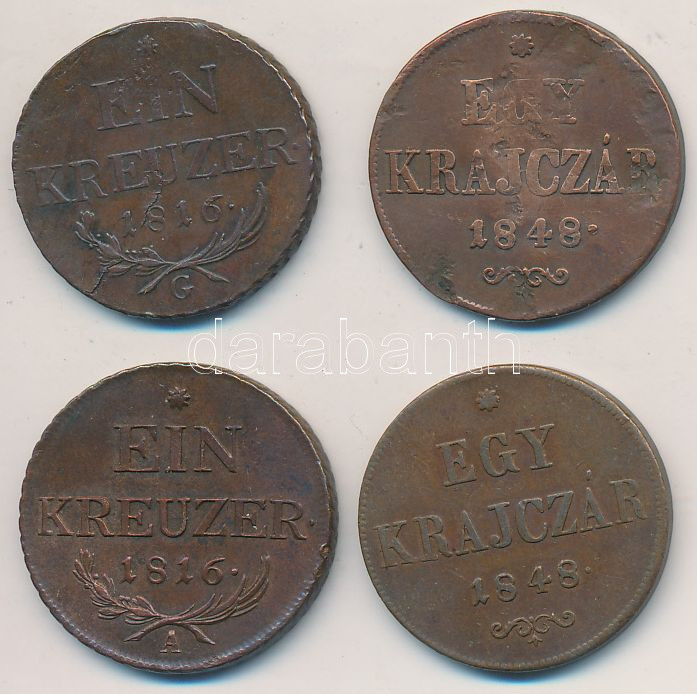 EIN
KREUZER.
1816.
G
EGY
KRAJCZÁR
1848.
darabanth
EIN
KREUZER.
1816.
A
EGY
KRAJCZÁR
1848.